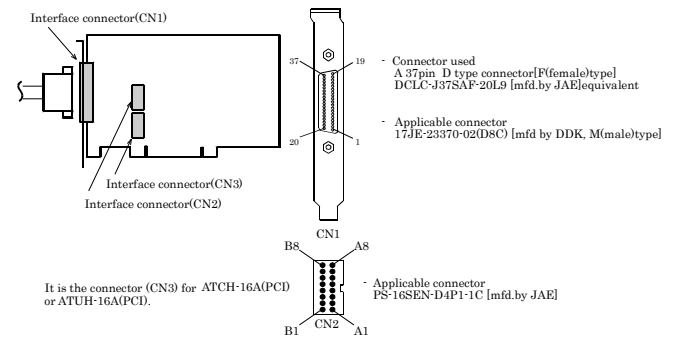 Interface connector(CN1)
37
19
20
1
- Connector used
A 37pin D type connector[F(female)type]
DCLC-J37SAF-20L9 [mfd.by JAE]equivalent
- Applicable connector
17JE-23370-02(D8C) [mfd by DDK, M(male)type]
Interface connector(CN3)
Interface connector(CN2)
CN1
B8
A8
It is the connector (CN3) for ATCH-16A(PCI)
or ATUH-16A(PCI).
- Applicable connector
PS-16SEN-D4P1-1C [mfd.by JAE]
B1
CN2
A1